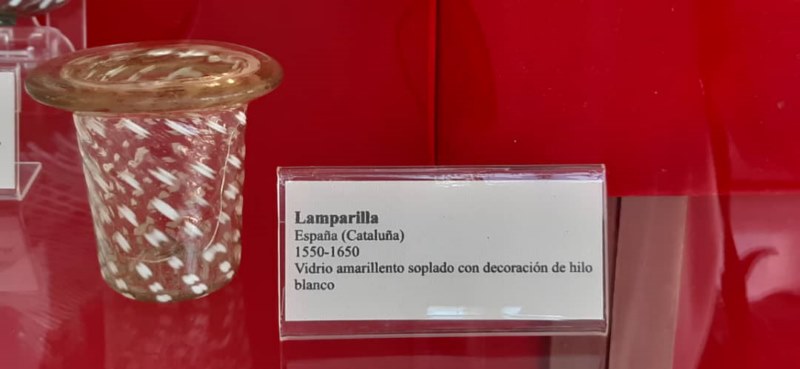 Lamparilla
España (Cataluña)
1550-1650
Vidrio amarillento soplado con decoración de hilo
blanco